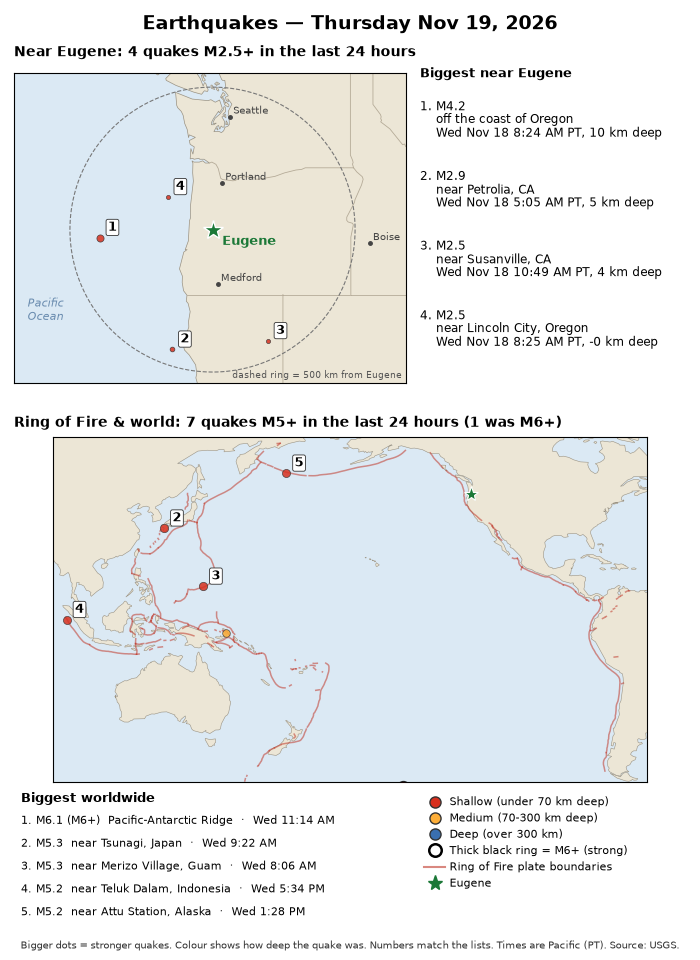 Earthquakes — Thursday Nov 19, 2026
Near Eugene: 4 quakes M2.5+ in the last 24 hours
Seattle
Portland
4
1
Eugene
Boise
Medford
Pacific
Ocean
2
3
dashed ring = 500 km from Eugene
Biggest near Eugene
1. M4.2
off the coast of Oregon
Wed Nov 18 8:24 AM PT, 10 km deep
2. M2.9
near Petrolia, CA
Wed Nov 18 5:05 AM PT, 5 km deep
3. M2.5
near Susanville, CA
Wed Nov 18 10:49 AM PT, 4 km deep
4. M2.5
near Lincoln City, Oregon
Wed Nov 18 8:25 AM PT, -0 km deep
Ring of Fire & world: 7 quakes M5+ in the last 24 hours (1 was M6+)
5
2
3
4
Biggest worldwide
1. M6.1 (M6+)  Pacific-Antarctic Ridge  ·  Wed 11:14 AM
2. M5.3  near Tsunagi, Japan  ·  Wed 9:22 AM
3. M5.3  near Merizo Village, Guam  ·  Wed 8:06 AM
4. M5.2  near Teluk Dalam, Indonesia  ·  Wed 5:34 PM
5. M5.2  near Attu Station, Alaska  ·  Wed 1:28 PM
Shallow (under 70 km deep)
Medium (70-300 km deep)
Deep (over 300 km)
Thick black ring = M6+ (strong)
Ring of Fire plate boundaries
Eugene
Bigger dots = stronger quakes. Colour shows how deep the quake was. Numbers match the lists. Times are Pacific (PT). Source: USGS.